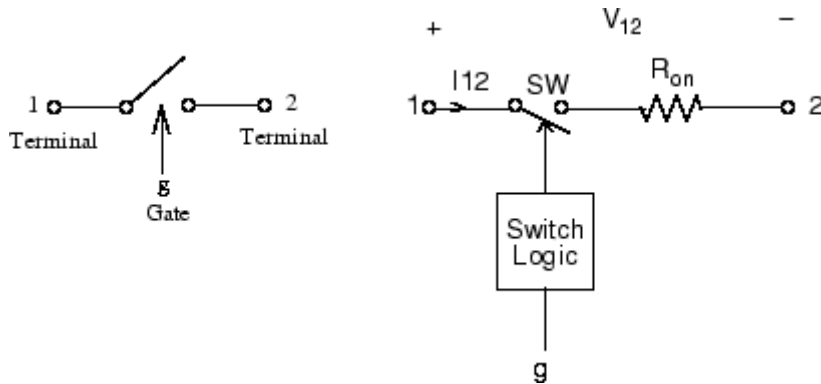 1
Terminal
2
Terminal
g
Gate
+
V12
−
1
I12
SW
Ron
2
Switch
Logic
g